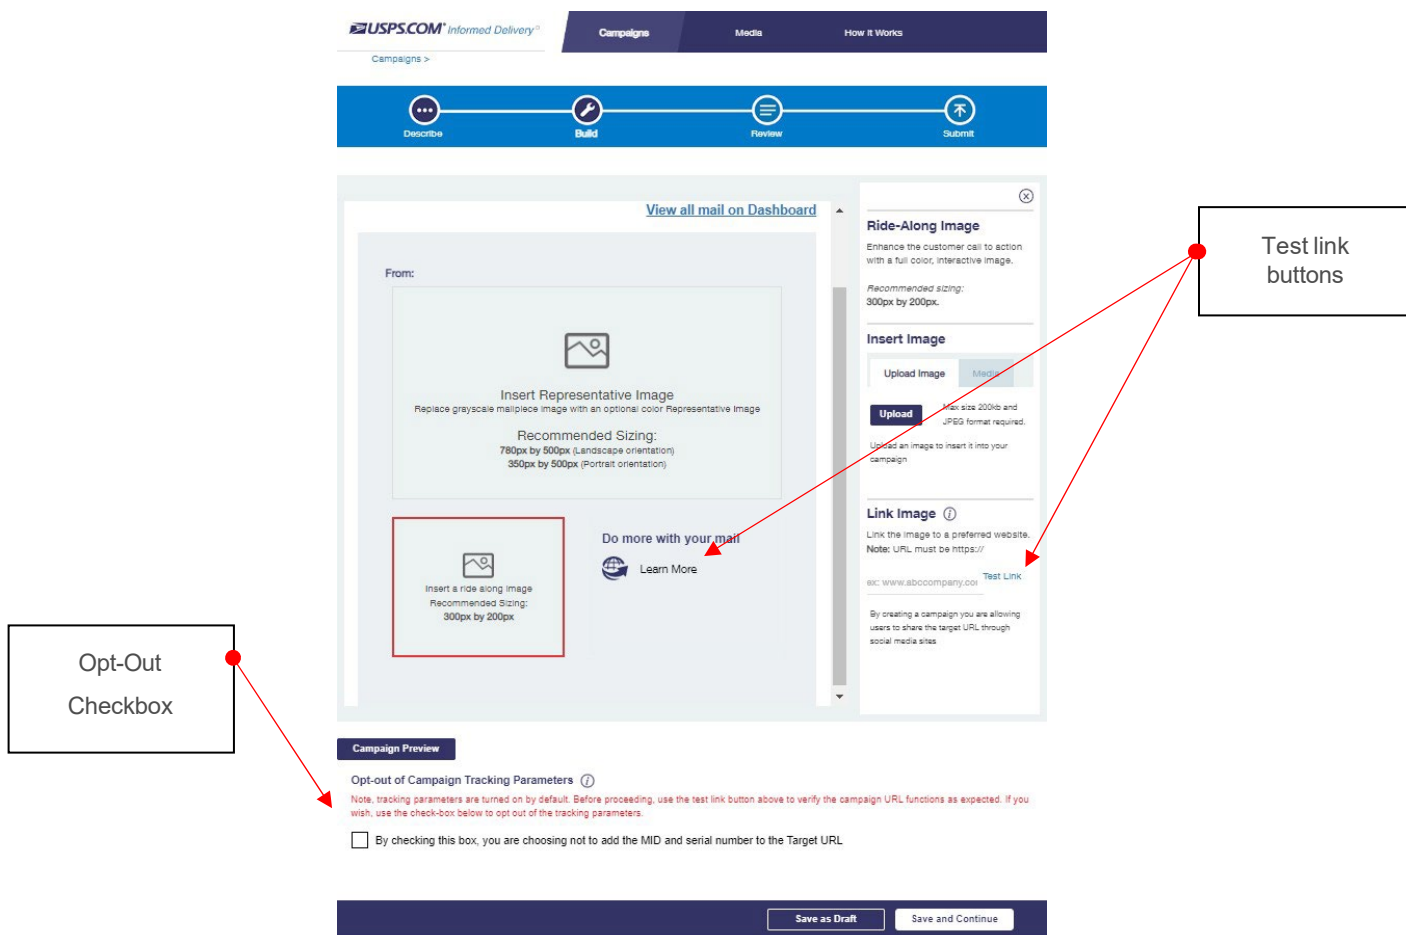 USPS.COM® Informed Delivery®
Campaigns
Media
How It Works
Campaigns >
Describe
Build
Review
Submit
View all mail on Dashboard
From:
Insert Representative Image
Replace grayscale mailpiece image with an optional color Representative Image
Recommended Sizing:
780px by 500px (Landscape orientation)
350px by 500px (Portrait orientation)
Insert a ride along image
Recommended Sizing:
300px by 200px
Do more with your mail
Learn More
Ride-Along Image
Enhance the customer call to action
with a full color, interactive image.
Recommended sizing:
300px by 200px.
Insert Image
Upload Image
Media
Upload
Max size 200kb and
JPEG format required.
Upload an image to insert it into your
campaign
Link Image
Link the image to a preferred website.
Note: URL must be https://
ex: www.abccompany.co
Test Link
By creating a campaign you are allowing
users to share the target URL through
social media sites
Test link
buttons
Opt-Out
Checkbox
Campaign Preview
Opt-out of Campaign Tracking Parameters
Note, tracking parameters are turned on by default. Before proceeding, use the test link button above to verify the campaign URL functions as expected. If you
wish, use the check-box below to opt out of the tracking parameters.
By checking this box, you are choosing not to add the MID and serial number to the Target URL
Save as Draft
Save and Continue